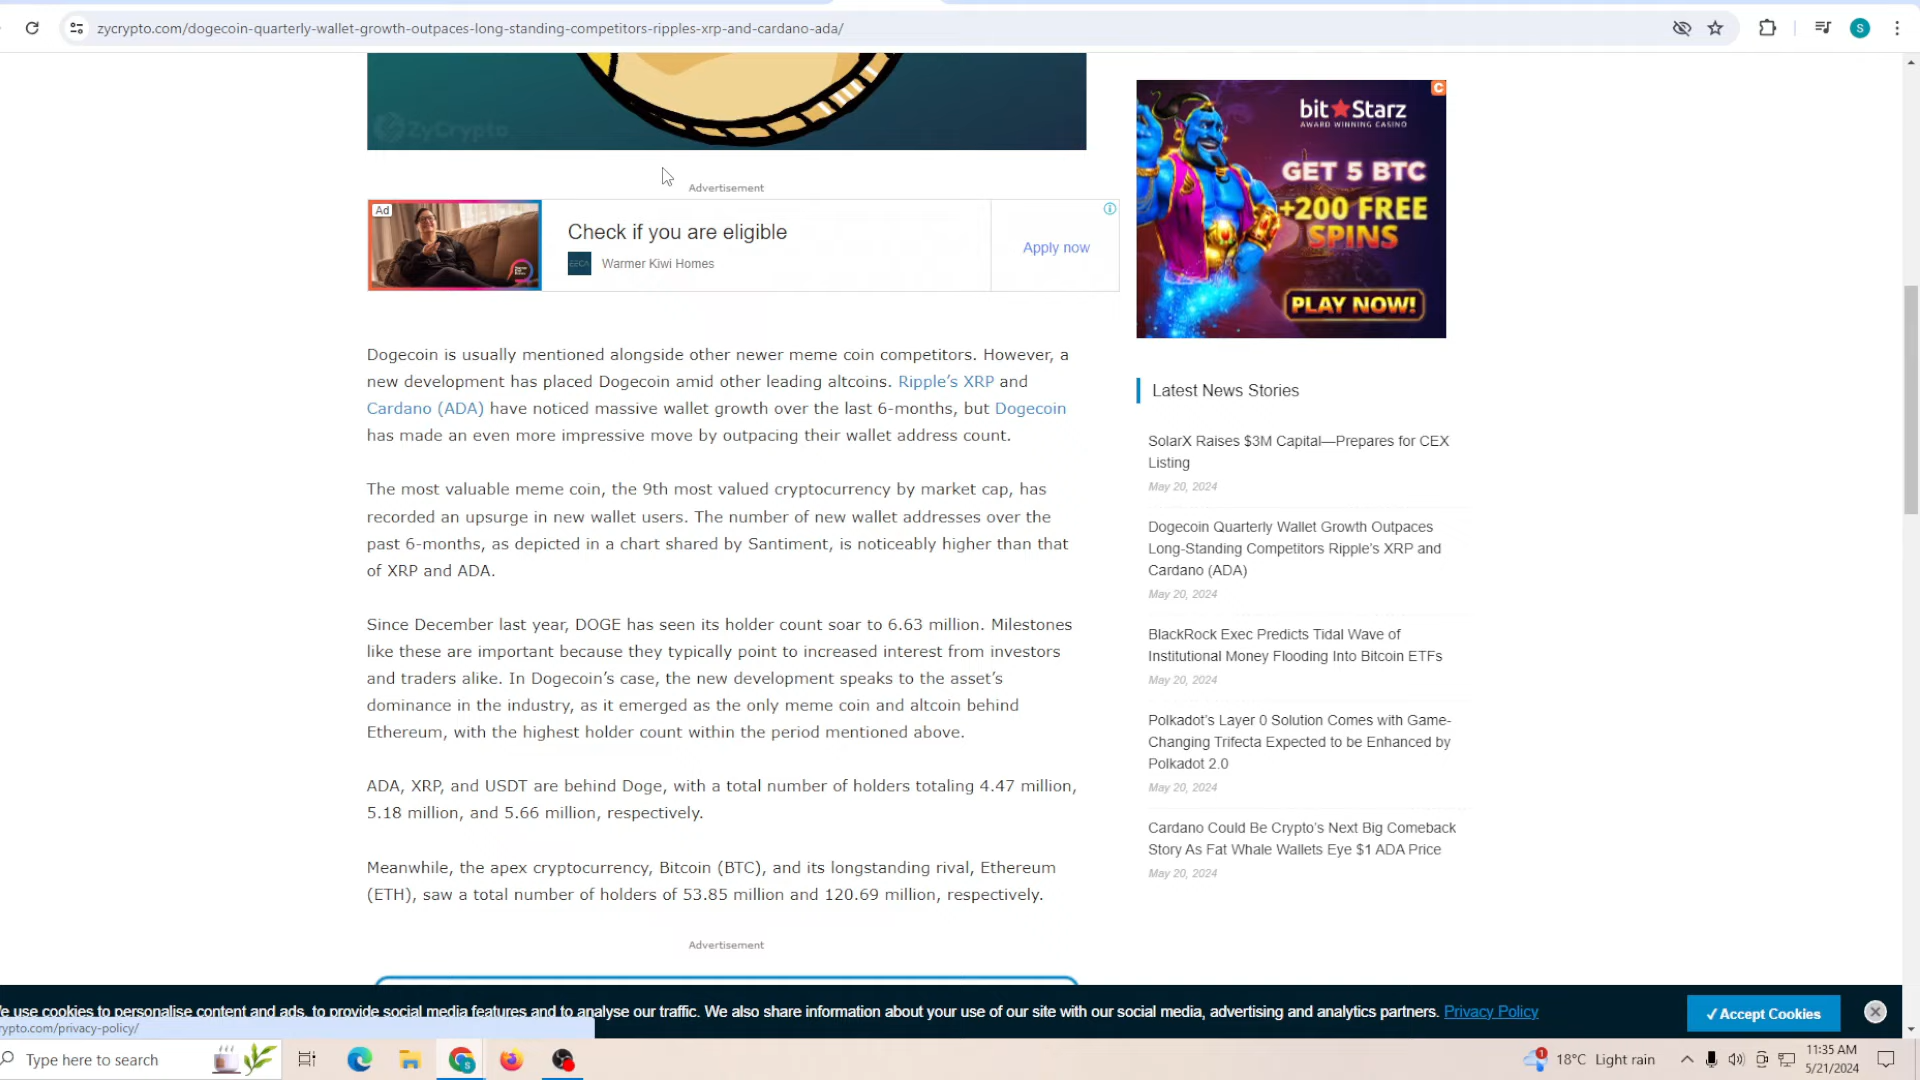 zycrypto.com/dogecoin-quarterly-wallet-growth-outpaces-long-standing-competitors-ripples-xrp-and-cardano-ada/
S
ZyCrypto
Advertisement
Ad
Check if you are eligible
EECA
Warmer Kiwi Homes
Apply now
Dogecoin is usually mentioned alongside other newer meme coin competitors. However, a
new development has placed Dogecoin amid other leading altcoins. Ripple's XRP and
Cardano (ADA) have noticed massive wallet growth over the last 6-months, but Dogecoin
has made an even more impressive move by outpacing their wallet address count.
The most valuable meme coin, the 9th most valued cryptocurrency by market cap, has
recorded an upsurge in new wallet users. The number of new wallet addresses over the
past 6-months, as depicted in a chart shared by Santiment, is noticeably higher than that
of XRP and ADA.
Since December last year, DOGE has seen its holder count soar to 6.63 million. Milestones
like these are important because they typically point to increased interest from investors
and traders alike. In Dogecoin's case, the new development speaks to the asset's
dominance in the industry, as it emerged as the only meme coin and altcoin behind
Ethereum, with the highest holder count within the period mentioned above.
ADA, XRP, and USDT are behind Doge, with a total number of holders totaling 4.47 million,
5.18 million, and 5.66 million, respectively.
Meanwhile, the apex cryptocurrency, Bitcoin (BTC), and its longstanding rival, Ethereum
(ETH), saw a total number of holders of 53.85 million and 120.69 million, respectively.
Advertisement
bit★Starz
AWARD WINNING CASINO
GET 5 BTC
+200 FREE
SPINS
PLAY NOW!
Latest News Stories
SolarX Raises $3M Capital—Prepares for CEX
Listing
May 20, 2024
Dogecoin Quarterly Wallet Growth Outpaces
Long-Standing Competitors Ripple's XRP and
Cardano (ADA)
May 20, 2024
BlackRock Exec Predicts Tidal Wave of
Institutional Money Flooding Into Bitcoin ETFs
May 20, 2024
Polkadot's Layer 0 Solution Comes with Game-
Changing Trifecta Expected to be Enhanced by
Polkadot 2.0
May 20, 2024
Cardano Could Be Crypto's Next Big Comeback
Story As Fat Whale Wallets Eye $1 ADA Price
May 20, 2024
e use cookies to personalise content and ads, to provide social media features and to analyse our traffic. We also share information about your use of our site with our social media, advertising and analytics partners. Privacy Policy
✓Accept Cookies
rypto.com/privacy-policy/
Type here to search
1
18°C Light rain
11:35 AM
5/21/2024